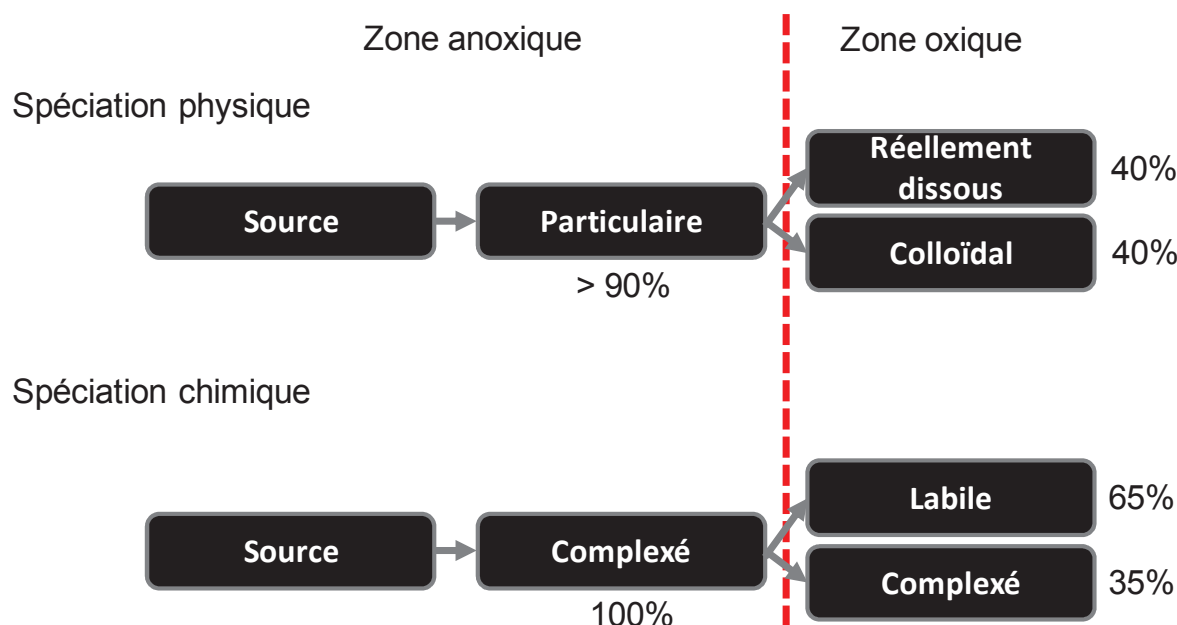 Zone anoxique
Zone oxique
Spéciation physique
Source
Particulaire
> 90%
Réellement
dissous
40%
Colloïdal
40%
Spéciation chimique
Source
Complexé
100%
Labile
65%
Complexé
35%